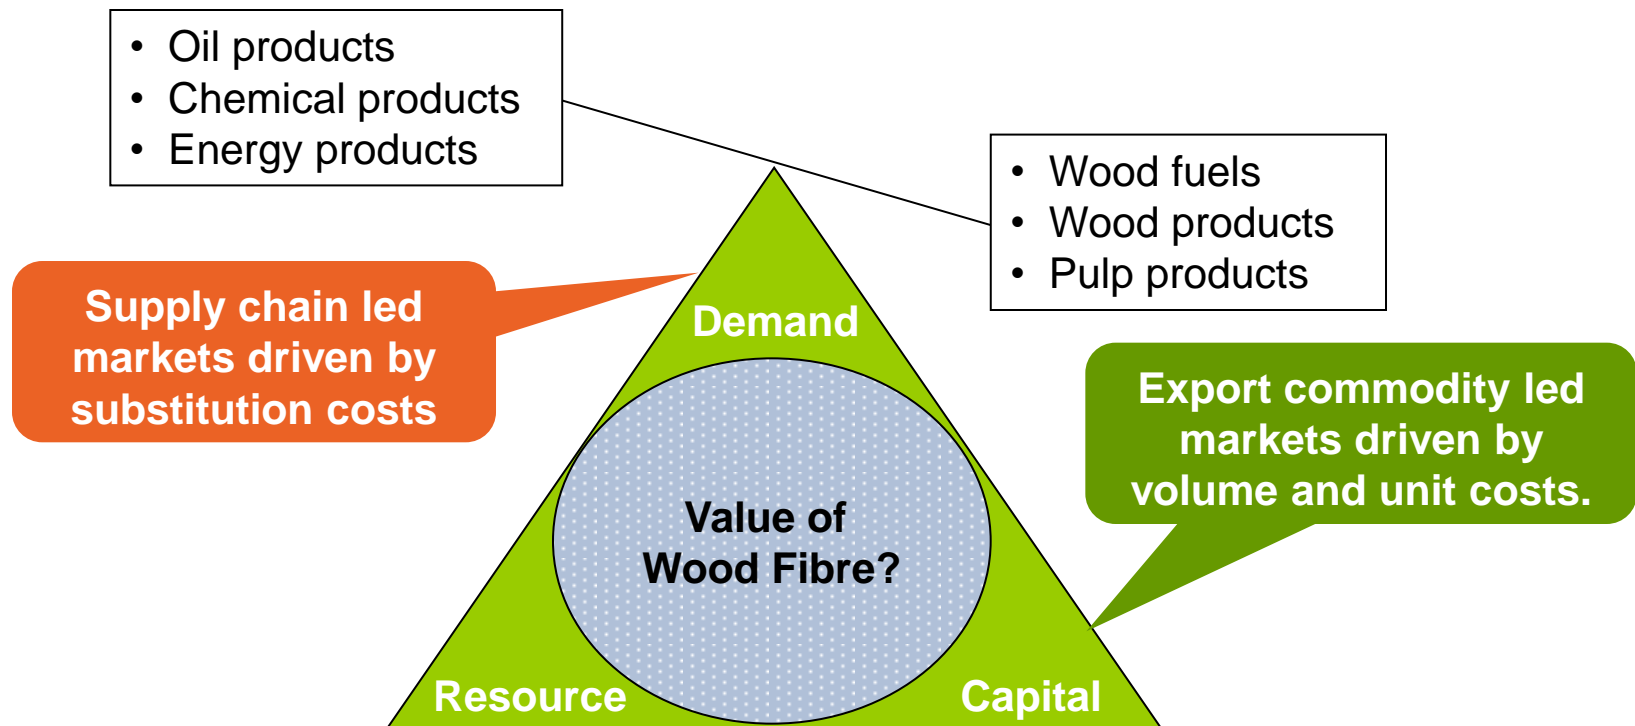 • Oil products
• Chemical products
• Energy products
• Wood fuels
• Wood products
• Pulp products
Supply chain led
markets driven by
substitution costs
Demand
Export commodity led
markets driven by
volume and unit costs.
Value of
Wood Fibre?
Resource
Capital